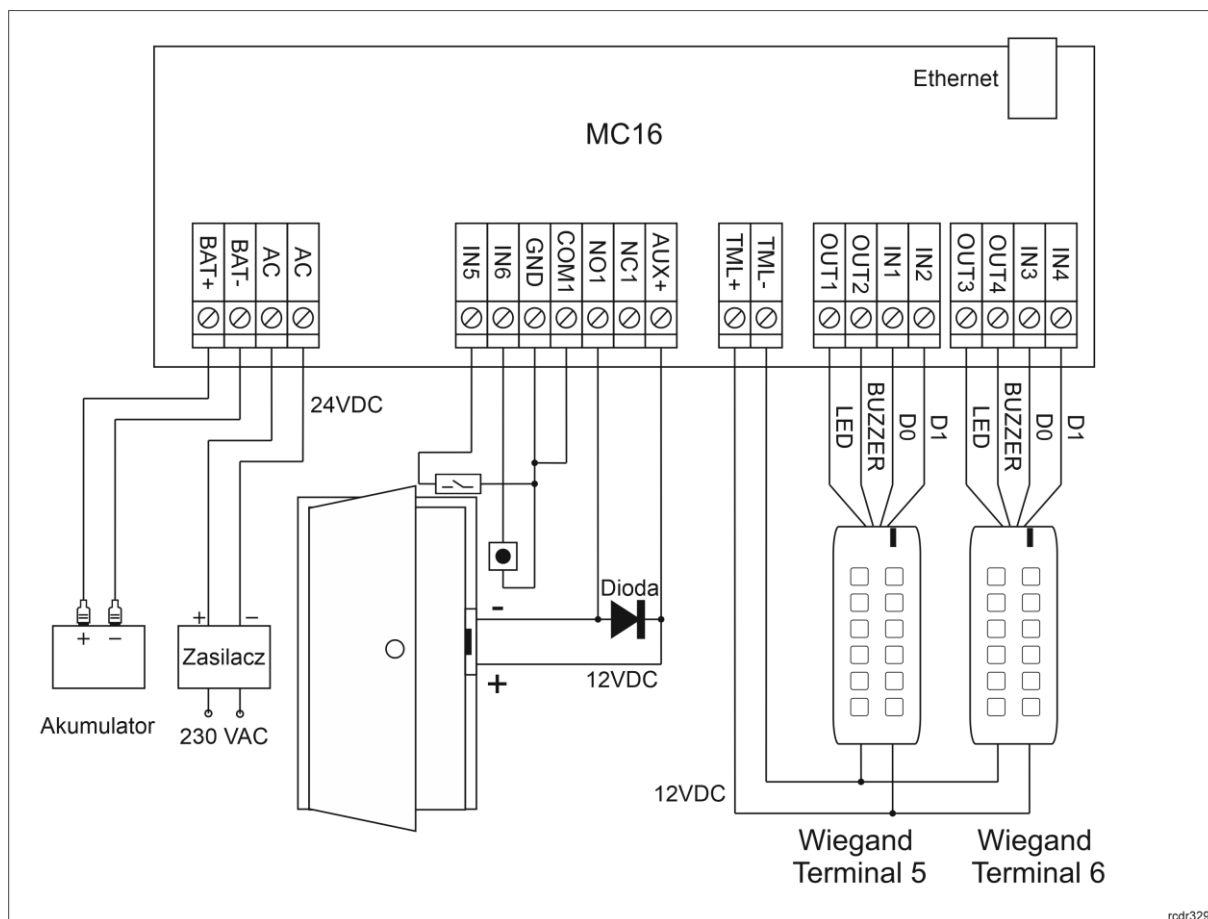 Ethernet
MC16
BAT+
BAT-
AC
AC
IN5
IN6
GND
COM1
NO1
NC1
AUX+
TML+
TML-
OUT1
OUT2
IN1
IN2
OUT3
OUT4
IN3
IN4
24VDC
LED
BUZZER
D0
D1
LED
BUZZER
D0
D1
Dioda
-
+
12VDC
+ −
Zasilacz
230 VAC
+ −
Akumulator
12VDC
Wiegand
Terminal 5
Wiegand
Terminal 6
rcdr329